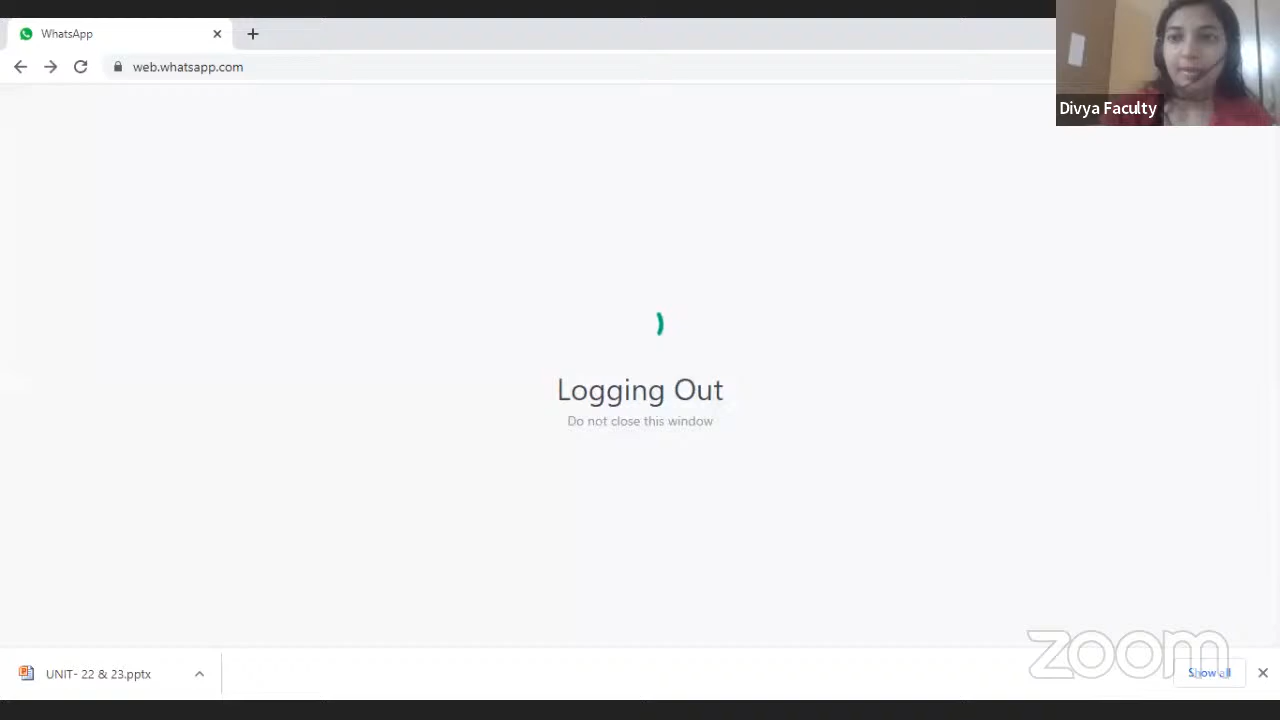 WhatsApp
web.whatsapp.com
Divya Faculty
Logging Out
Do not close this window
UNIT- 22 & 23.pptx
zoom
Show all